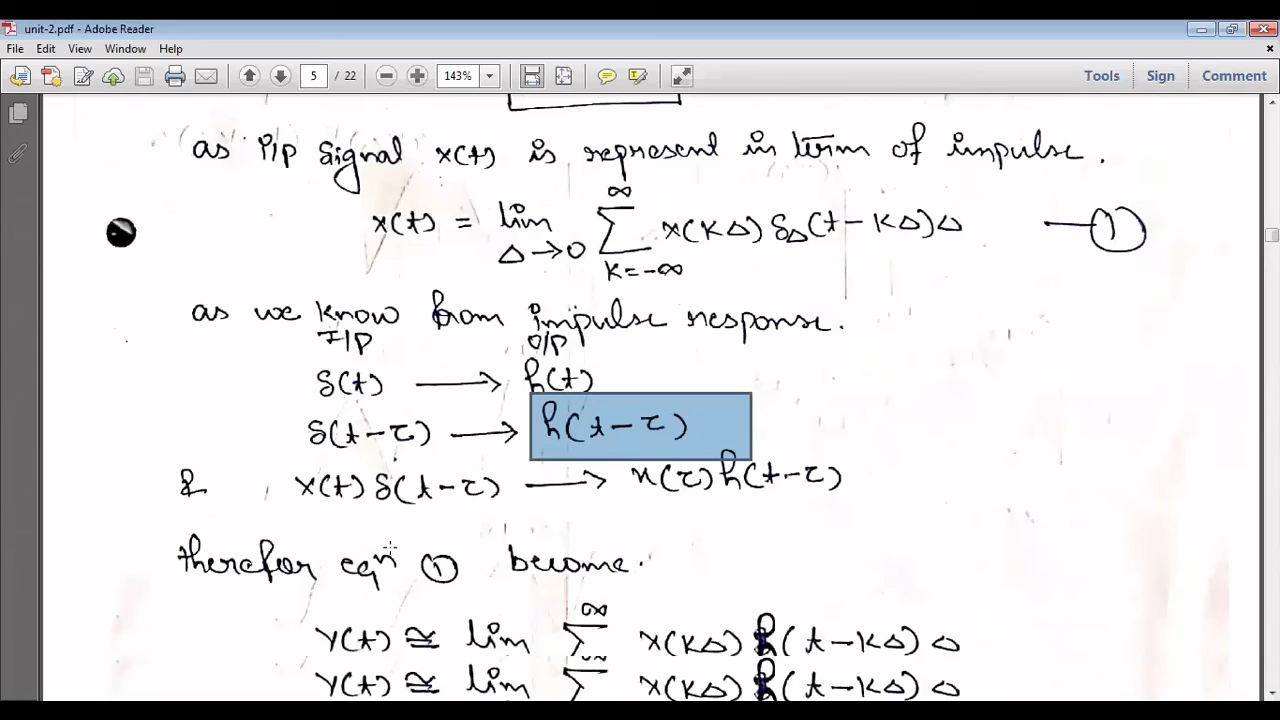 unit-2.pdf - Adobe Reader
File Edit View Window Help
5 / 22 143% Tools Sign Comment
as i/p signal x(t) is represent in term of impulse.
x(t) = lim Δ→0 ∑ k=-∞ ∞ x(kΔ) δΔ(t-kΔ)Δ — ①
as we know from impulse response.
I/P O/P
δ(t) → h(t)
δ(t-τ) → h(t-τ)
& x(t) δ(t-τ) → x(τ)h(t-τ)
therefor eqn ① become.
Y(t) ≅ lim ∑ ∞ x(kΔ) h(t-kΔ) Δ
Y(t) ≅ lim ∑ x(kΔ) h(t-kΔ) Δ